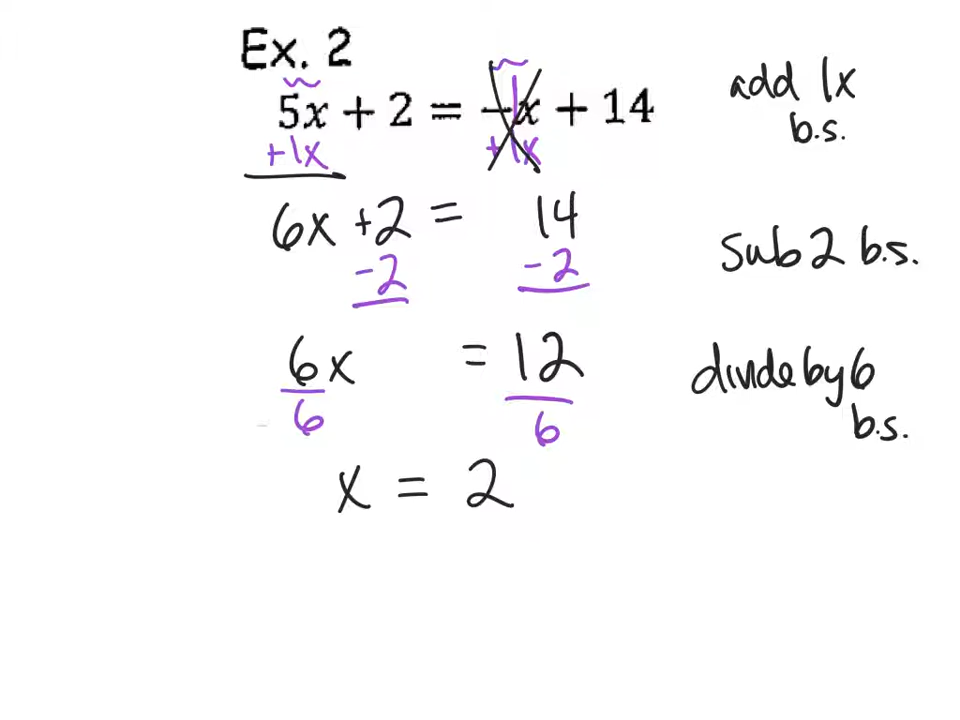 Ex. 2
5x + 2 = -1x + 14 add 1x
+1x +1x b.s.
6x +2 = 14
-2 -2 sub 2 b.s.
6x = 12 divide by 6
6 6 b.s.
x = 2